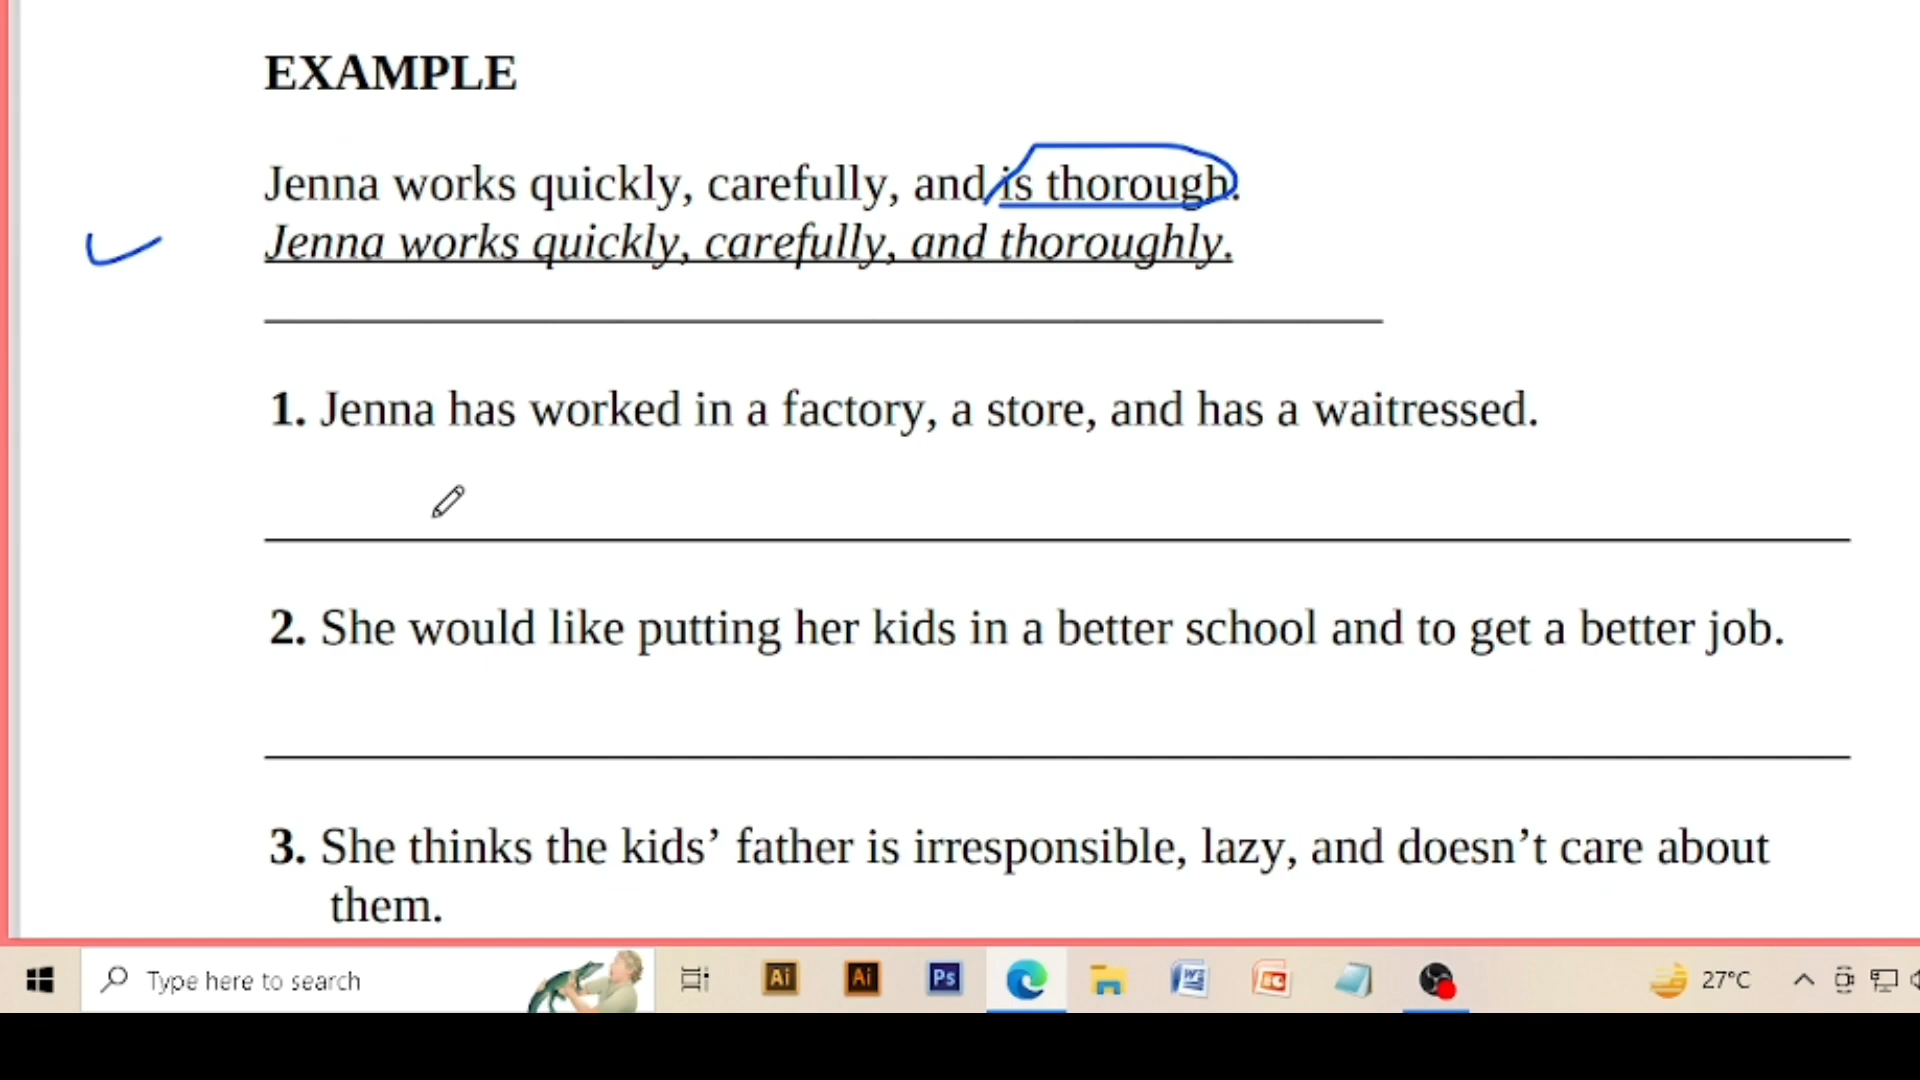 EXAMPLE
Jenna works quickly, carefully, and is thorough.
Jenna works quickly, carefully, and thoroughly.
1. Jenna has worked in a factory, a store, and has a waitressed.
2. She would like putting her kids in a better school and to get a better job.
3. She thinks the kids’ father is irresponsible, lazy, and doesn’t care about
them.
Type here to search
Ai
Ai
Ps
27°C